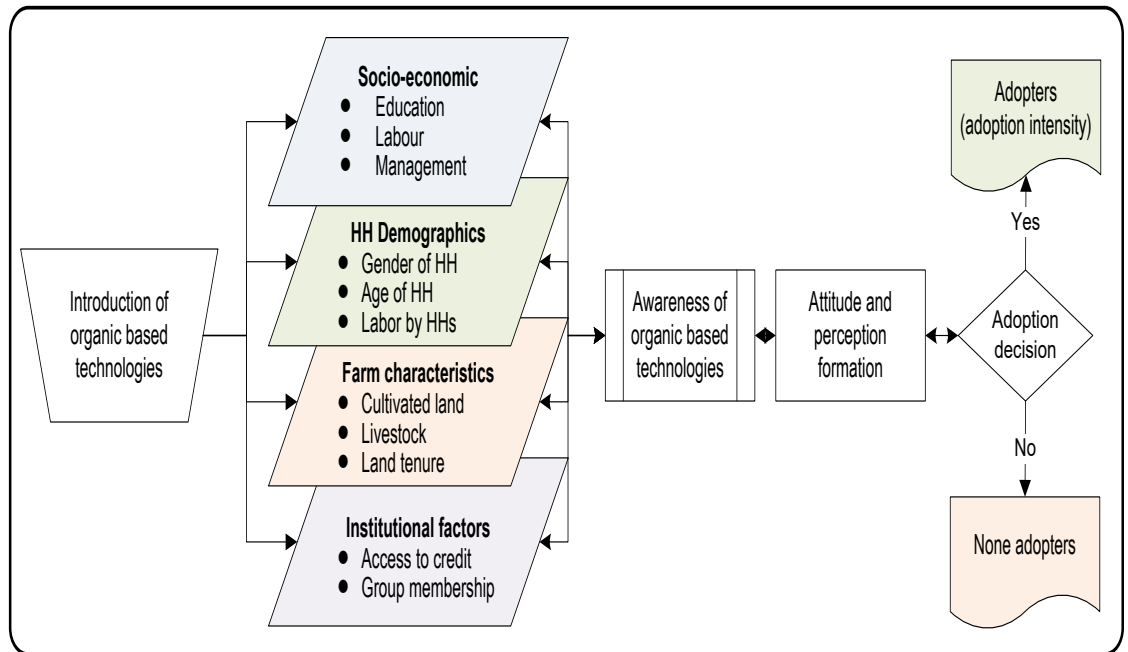 Introduction of
organic based
technologies
Socio-economic
● Education
● Labour
● Management
HH Demographics
● Gender of HH
● Age of HH
● Labor by HHs
Farm characteristics
● Cultivated land
● Livestock
● Land tenure
Institutional factors
● Access to credit
● Group membership
Awareness of
organic based
technologies
Attitude and
perception
formation
Adoption
decision
Yes
Adopters
(adoption intensity)
No
None adopters